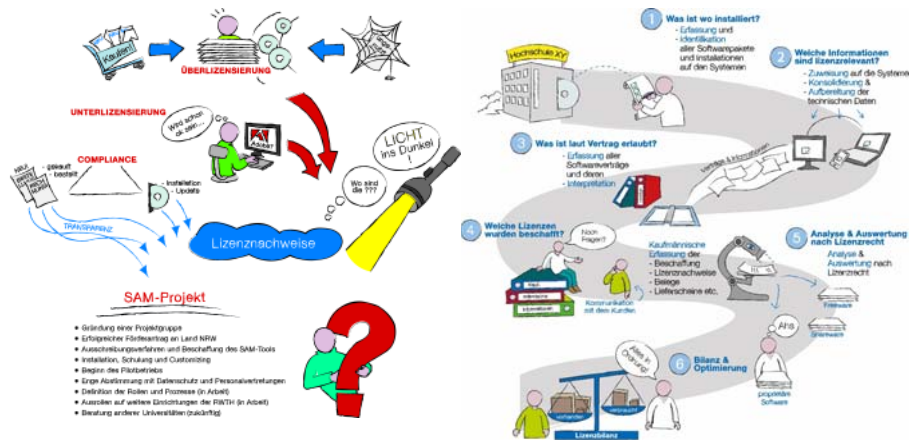 Kaufen!
ÜBERLIZENSIERUNG
UNTERLIZENSIERUNG
Wird schon
ok sein...
Adobe
LICHT
ins Dunkel
!
Wo sind
die ???
NEU!
COMPLIANCE
- gekauft
- bestellt
- Installation
- Update
TRANSPARENZ
Lizenznachweise
SAM-Projekt
• Gründung einer Projektgruppe
• Erfolgreicher Förderantrag an Land NRW
• Ausschreibungsverfahren und Beschaffung des SAM-Tools
• Installation, Schulung und Customizing
• Beginn des Pilotbetriebs
• Enge Abstimmung mit Datenschutz und Personalvertretungen
• Definition der Rollen und Prozesse (in Arbeit)
• Ausrollen auf weitere Einrichtungen der RWTH (in Arbeit)
• Beratung anderer Universitäten (zukünftig)
1
Was ist wo installiert?
- Erfassung und
- Identifikation
aller Softwarepakete
und Installationen
auf den Systemen
Hochschule XY
2
Welche Informationen
sind lizenzrelevant?
- Zuweisung auf die Systeme
- Konsolidierung &
- Aufbereitung der
technischen Daten
3
Was ist laut Vertrag erlaubt?
- Erfassung aller
Softwareverträge
und deren
- Interpretation
Verträge & Informationen
4
Welche Lizenzen
wurden beschafft?
Noch
Fragen?
Kaufmännische
Erfassung der
- Beschaffung
- Lizenznachweise
- Belege
- Lieferscheine etc.
Kommunikation
mit dem Kunden
5
Analyse & Auswertung
nach Lizenzrecht
Analyse &
Auswertung nach
Lizenzrecht
Freeware
Shareware
Aha
proprietäre
Software
6
Bilanz &
Optimierung
Alles in
Ordnung!
vorhanden
verbraucht
Lizenzbilanz